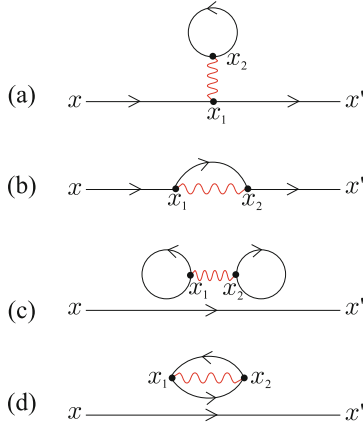 x₂
(a) x x₁ x'
(b) x x₁ x₂ x'
x₁ x₂
(c) x x'
x₁ x₂
(d) x x'